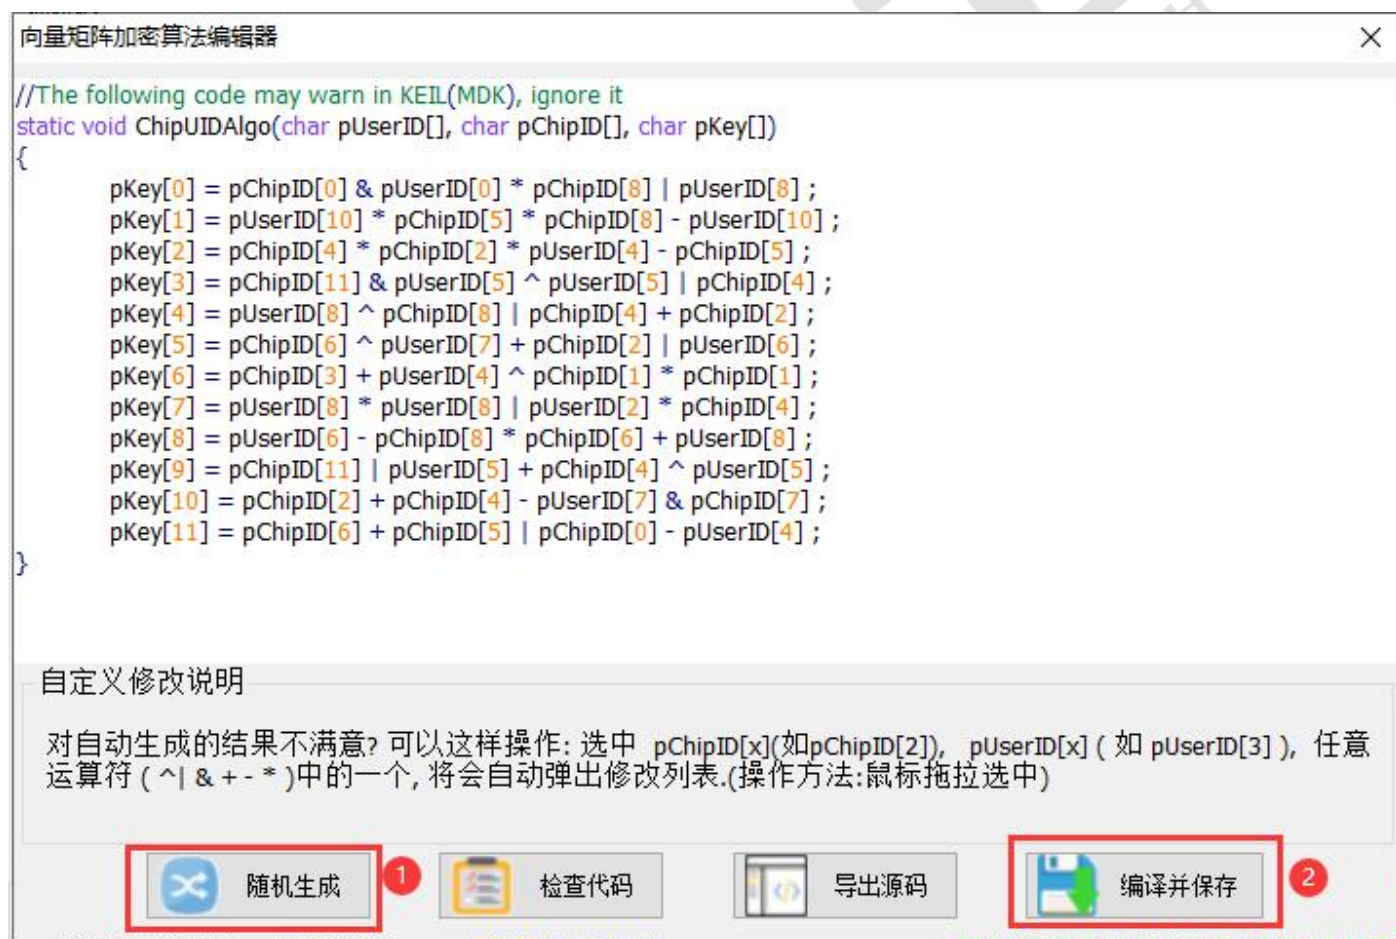 向量矩阵加密算法编辑器
//The following code may warn in KEIL(MDK), ignore it
static void ChipUIDAlgo(char pUserID[], char pChipID[], char pKey[])
{
pKey[0] = pChipID[0] & pUserID[0] * pChipID[8] | pUserID[8] ;
pKey[1] = pUserID[10] * pChipID[5] * pChipID[8] - pUserID[10] ;
pKey[2] = pChipID[4] * pChipID[2] * pUserID[4] - pChipID[5] ;
pKey[3] = pChipID[11] & pUserID[5] ^ pUserID[5] | pChipID[4] ;
pKey[4] = pUserID[8] ^ pChipID[8] | pChipID[4] + pChipID[2] ;
pKey[5] = pChipID[6] ^ pUserID[7] + pChipID[2] | pUserID[6] ;
pKey[6] = pChipID[3] + pUserID[4] ^ pChipID[1] * pChipID[1] ;
pKey[7] = pUserID[8] * pUserID[8] | pUserID[2] * pChipID[4] ;
pKey[8] = pUserID[6] - pChipID[8] * pChipID[6] + pUserID[8] ;
pKey[9] = pChipID[11] | pUserID[5] + pChipID[4] ^ pUserID[5] ;
pKey[10] = pChipID[2] + pChipID[4] - pUserID[7] & pChipID[7] ;
pKey[11] = pChipID[6] + pChipID[5] | pChipID[0] - pUserID[4] ;
}
自定义修改说明
对自动生成的结果不满意? 可以这样操作: 选中 pChipID[x](如pChipID[2]), pUserID[x] ( 如 pUserID[3] ), 任意
运算符 ( ^| & + - * )中的一个, 将会自动弹出修改列表.(操作方法:鼠标拖拉选中)
随机生成 1 检查代码 导出源码 编译并保存 2